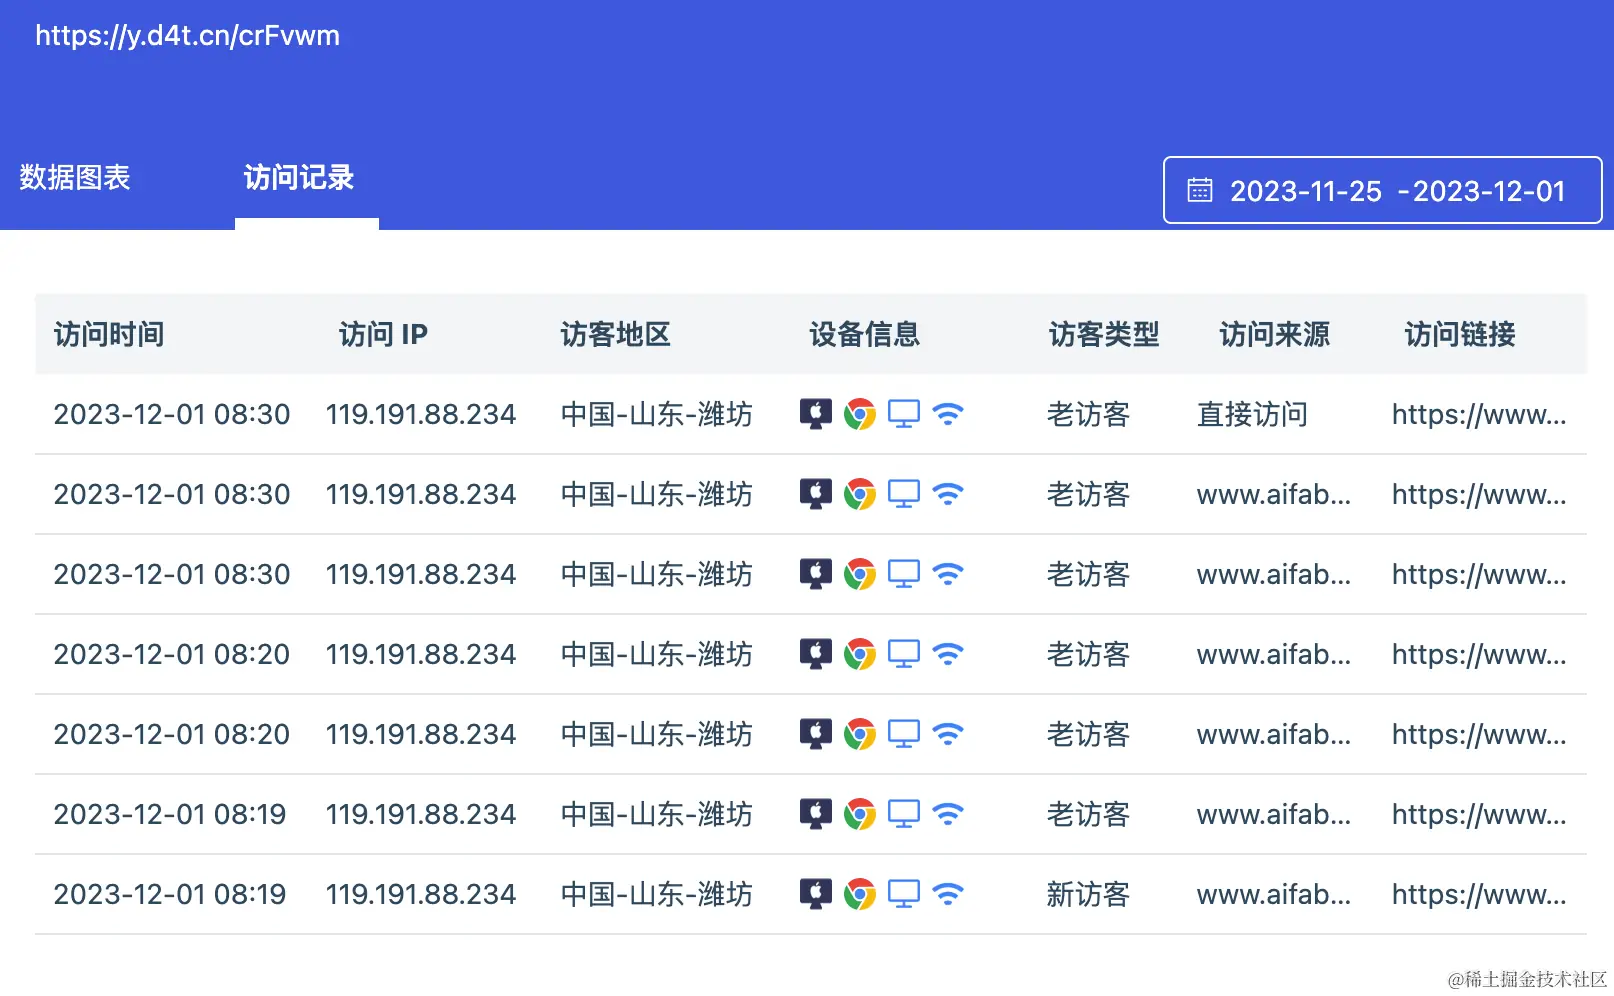 https://y.d4t.cn/crFvwm
数据图表 访问记录 2023-11-25 -2023-12-01
访问时间 访问 IP 访客地区 设备信息 访客类型 访问来源 访问链接
2023-12-01 08:30 119.191.88.234 中国-山东-潍坊 老访客 直接访问 https://www...
2023-12-01 08:30 119.191.88.234 中国-山东-潍坊 老访客 www.aifab... https://www...
2023-12-01 08:30 119.191.88.234 中国-山东-潍坊 老访客 www.aifab... https://www...
2023-12-01 08:20 119.191.88.234 中国-山东-潍坊 老访客 www.aifab... https://www...
2023-12-01 08:20 119.191.88.234 中国-山东-潍坊 老访客 www.aifab... https://www...
2023-12-01 08:19 119.191.88.234 中国-山东-潍坊 老访客 www.aifab... https://www...
2023-12-01 08:19 119.191.88.234 中国-山东-潍坊 新访客 www.aifab... https://www...
@稀土掘金技术社区